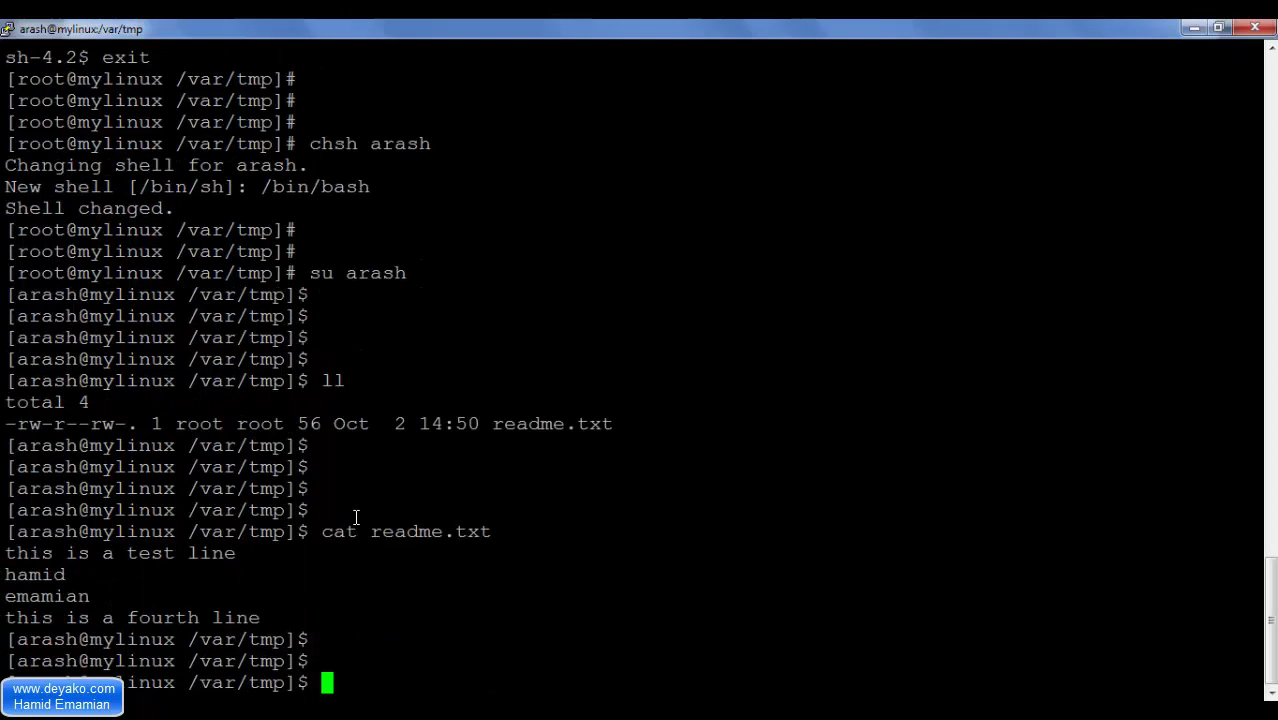 arash@mylinux:/var/tmp
sh-4.2$ exit
[root@mylinux /var/tmp]#
[root@mylinux /var/tmp]#
[root@mylinux /var/tmp]#
[root@mylinux /var/tmp]# chsh arash
Changing shell for arash.
New shell [/bin/sh]: /bin/bash
Shell changed.
[root@mylinux /var/tmp]#
[root@mylinux /var/tmp]#
[root@mylinux /var/tmp]# su arash
[arash@mylinux /var/tmp]$
[arash@mylinux /var/tmp]$
[arash@mylinux /var/tmp]$
[arash@mylinux /var/tmp]$
[arash@mylinux /var/tmp]$ ll
total 4
-rw-r--rw-. 1 root root 56 Oct  2 14:50 readme.txt
[arash@mylinux /var/tmp]$
[arash@mylinux /var/tmp]$
[arash@mylinux /var/tmp]$
[arash@mylinux /var/tmp]$
[arash@mylinux /var/tmp]$ cat readme.txt
this is a test line
hamid
emamian
this is a fourth line
[arash@mylinux /var/tmp]$
[arash@mylinux /var/tmp]$
linux /var/tmp]$
www.deyako.com
Hamid Emamian